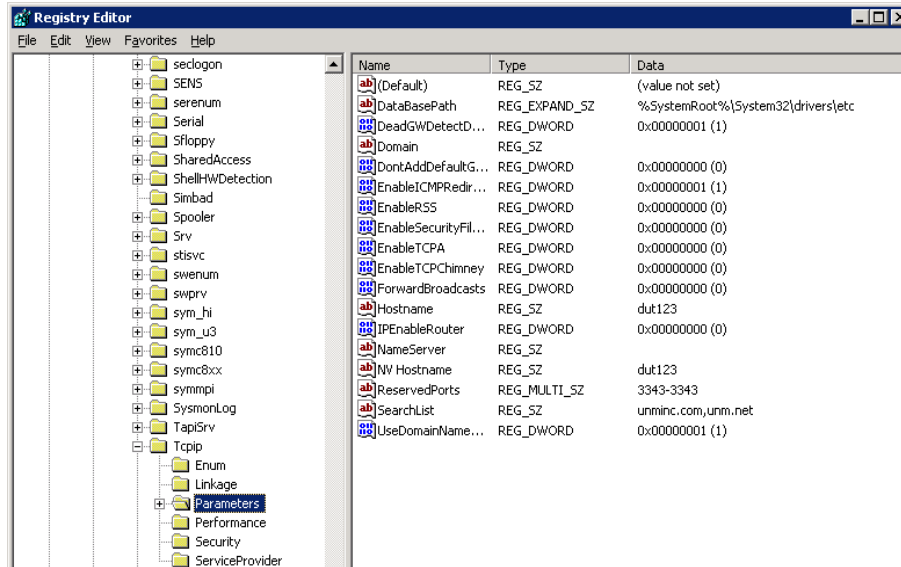 Registry Editor
File Edit View Favorites Help
seclogon
SENS
serenum
Serial
Sfloppy
SharedAccess
ShellHWDetection
Simbad
Spooler
Srv
stisvc
swenum
swprv
sym_hi
sym_u3
symc810
symc8xx
symmpi
SysmonLog
TapiSrv
Tcpip
Enum
Linkage
Parameters
Performance
Security
ServiceProvider
Name Type Data
(Default) REG_SZ (value not set)
DataBasePath REG_EXPAND_SZ %SystemRoot%\System32\drivers\etc
DeadGWDetectD... REG_DWORD 0x00000001 (1)
Domain REG_SZ
DontAddDefaultG... REG_DWORD 0x00000000 (0)
EnableICMPRedir... REG_DWORD 0x00000001 (1)
EnableRSS REG_DWORD 0x00000000 (0)
EnableSecurityFil... REG_DWORD 0x00000000 (0)
EnableTCPA REG_DWORD 0x00000000 (0)
EnableTCPChimney REG_DWORD 0x00000000 (0)
ForwardBroadcasts REG_DWORD 0x00000000 (0)
Hostname REG_SZ dut123
IPEnableRouter REG_DWORD 0x00000000 (0)
NameServer REG_SZ
NV Hostname REG_SZ dut123
ReservedPorts REG_MULTI_SZ 3343-3343
SearchList REG_SZ unminc.com,unm.net
UseDomainName... REG_DWORD 0x00000001 (1)